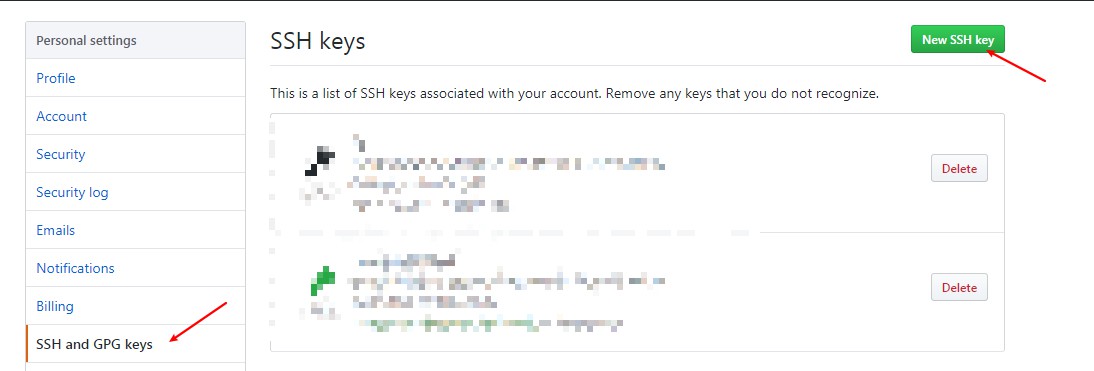 Personal settings
Profile
Account
Security
Security log
Emails
Notifications
Billing
SSH and GPG keys
SSH keys
New SSH key
This is a list of SSH keys associated with your account. Remove any keys that you do not recognize.
Delete
Delete